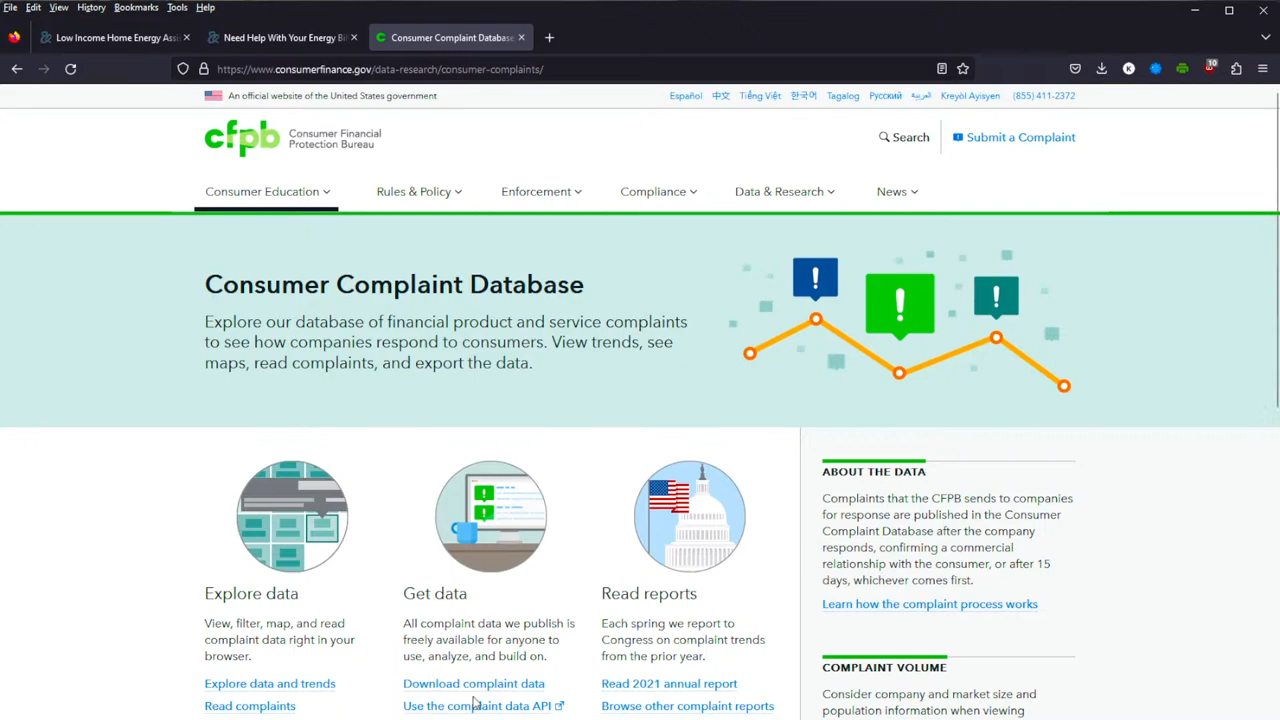 File Edit View History Bookmarks Tools Help
Low Income Home Energy Assis
Need Help With Your Energy Bil
Consumer Complaint Database
https://www.consumerfinance.gov/data-research/consumer-complaints/
10
K
An official website of the United States government
Español 中文 Tiếng Việt 한국어 Tagalog Русский العربية Kreyòl Ayisyen (855) 411-2372
cfpb Consumer Financial
Protection Bureau
Search
Submit a Complaint
Consumer Education Rules & Policy Enforcement Compliance Data & Research News
Consumer Complaint Database
Explore our database of financial product and service complaints
to see how companies respond to consumers. View trends, see
maps, read complaints, and export the data.
Explore data
View, filter, map, and read
complaint data right in your
browser.
Explore data and trends
Read complaints
Get data
All complaint data we publish is
freely available for anyone to
use, analyze, and build on.
Download complaint data
Use the complaint data API
Read reports
Each spring we report to
Congress on complaint trends
from the prior year.
Read 2021 annual report
Browse other complaint reports
ABOUT THE DATA
Complaints that the CFPB sends to companies
for response are published in the Consumer
Complaint Database after the company
responds, confirming a commercial
relationship with the consumer, or after 15
days, whichever comes first.
Learn how the complaint process works
COMPLAINT VOLUME
Consider company and market size and
population information when viewing